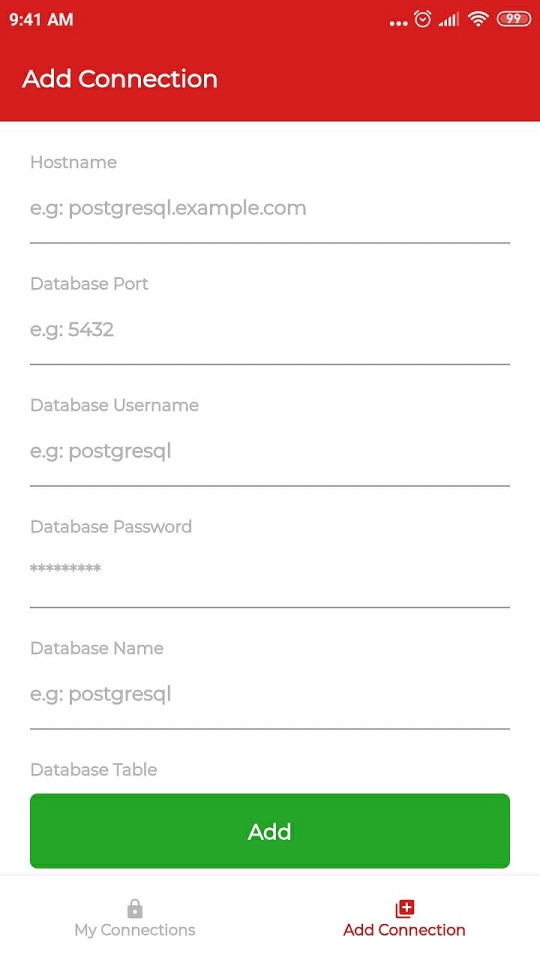 9:41 AM
99
Add Connection
Hostname
e.g: postgresql.example.com
Database Port
e.g: 5432
Database Username
e.g: postgresql
Database Password
*********
Database Name
e.g: postgresql
Database Table
Add
My Connections
Add Connection